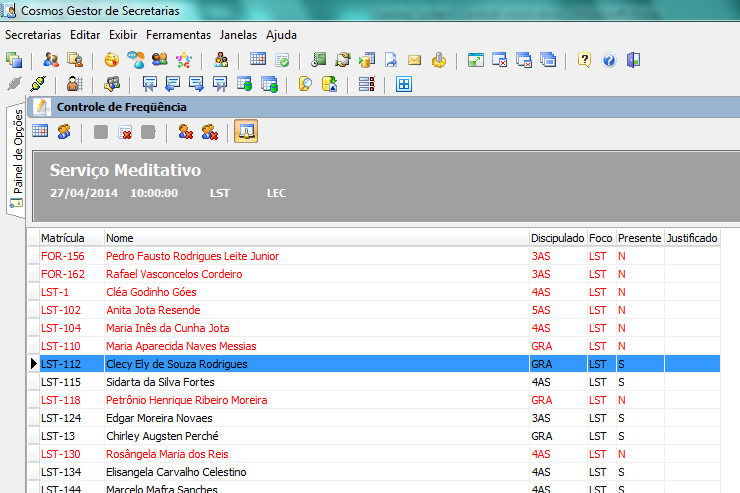 Cosmos Gestor de Secretarias
Secretarias Editar Exibir Ferramentas Janelas Ajuda
Painel de Opções
Controle de Freqüência
Serviço Meditativo
27/04/2014 10:00:00 LST LEC
Matrícula Nome Discipulado Foco Presente Justificado
FOR-156 Pedro Fausto Rodrigues Leite Junior 3AS LST N
FOR-162 Rafael Vasconcelos Cordeiro 3AS LST N
LST-1 Cléa Godinho Góes 4AS LST N
LST-102 Anita Jota Resende 5AS LST N
LST-104 Maria Inês da Cunha Jota 4AS LST N
LST-110 Maria Aparecida Naves Messias GRA LST N
LST-112 Clecy Ely de Souza Rodrigues GRA LST S
LST-115 Sidarta da Silva Fortes 4AS LST S
LST-118 Petrônio Henrique Ribeiro Moreira GRA LST N
LST-124 Edgar Moreira Novaes 3AS LST S
LST-13 Chirley Augsten Perché GRA LST S
LST-130 Rosângela Maria dos Reis 4AS LST N
LST-134 Elisangela Carvalho Celestino 4AS LST S
LST-144 Marcelo Mafra Sanches 4AS LST S